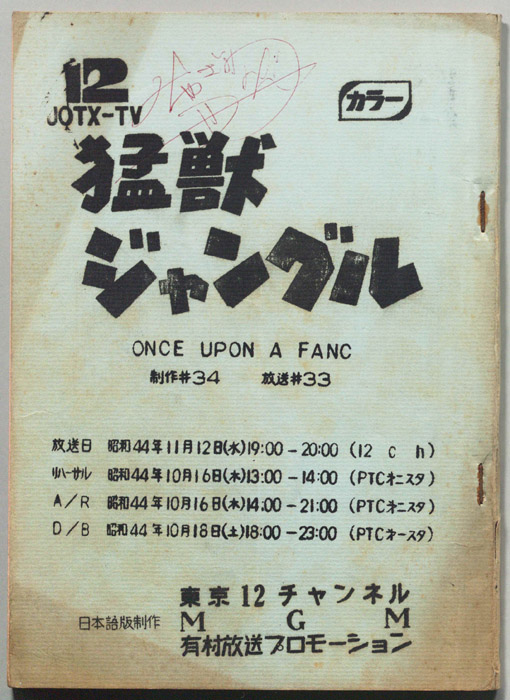 12
JOTX-TV
カラー
猛獣
ジャングル
ONCE UPON A FANC
制作#34 放送#33
放送日 昭和44年11月12日(水)19:00-20:00 (12 c h)
リハーサル 昭和44年10月16日(木)13:00-14:00 (PTC才二スタ)
A/R 昭和44年10月16日(木)14:00-21:00 (PTC才二スタ)
D/B 昭和44年10月18日(土)18:00-23:00 (PTC才一スタ)
東京12チャンネル
日本語版制作 M G M
有村放送プロモーション